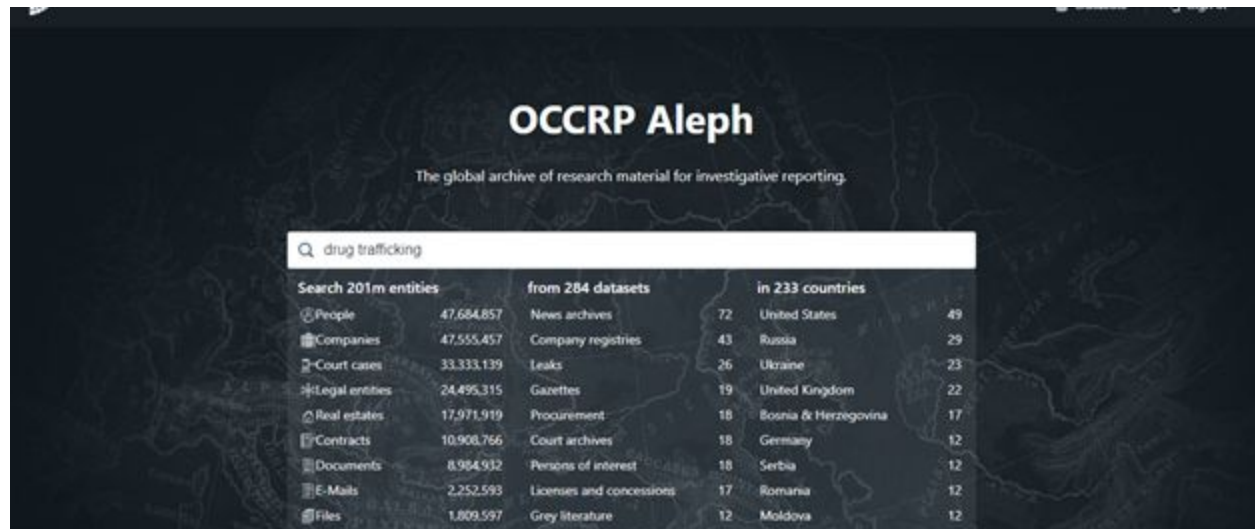 OCCRP Aleph
The global archive of research material for investigative reporting.
drug trafficking
Search 201m entities from 284 datasets in 233 countries
People 47,684,857 News archives 72 United States 49
Companies 47,555,457 Company registries 43 Russia 29
Court cases 33,333,139 Leaks 26 Ukraine 23
Legal entities 24,495,315 Gazettes 19 United Kingdom 22
Real estates 17,971,919 Procurement 18 Bosnia & Herzegovina 17
Contracts 10,908,766 Court archives 18 Germany 12
Documents 8,984,932 Persons of interest 18 Serbia 12
E-Mails 2,252,593 Licenses and concessions 17 Romania 12
Files 1,809,597 Grey literature 12 Moldova 12